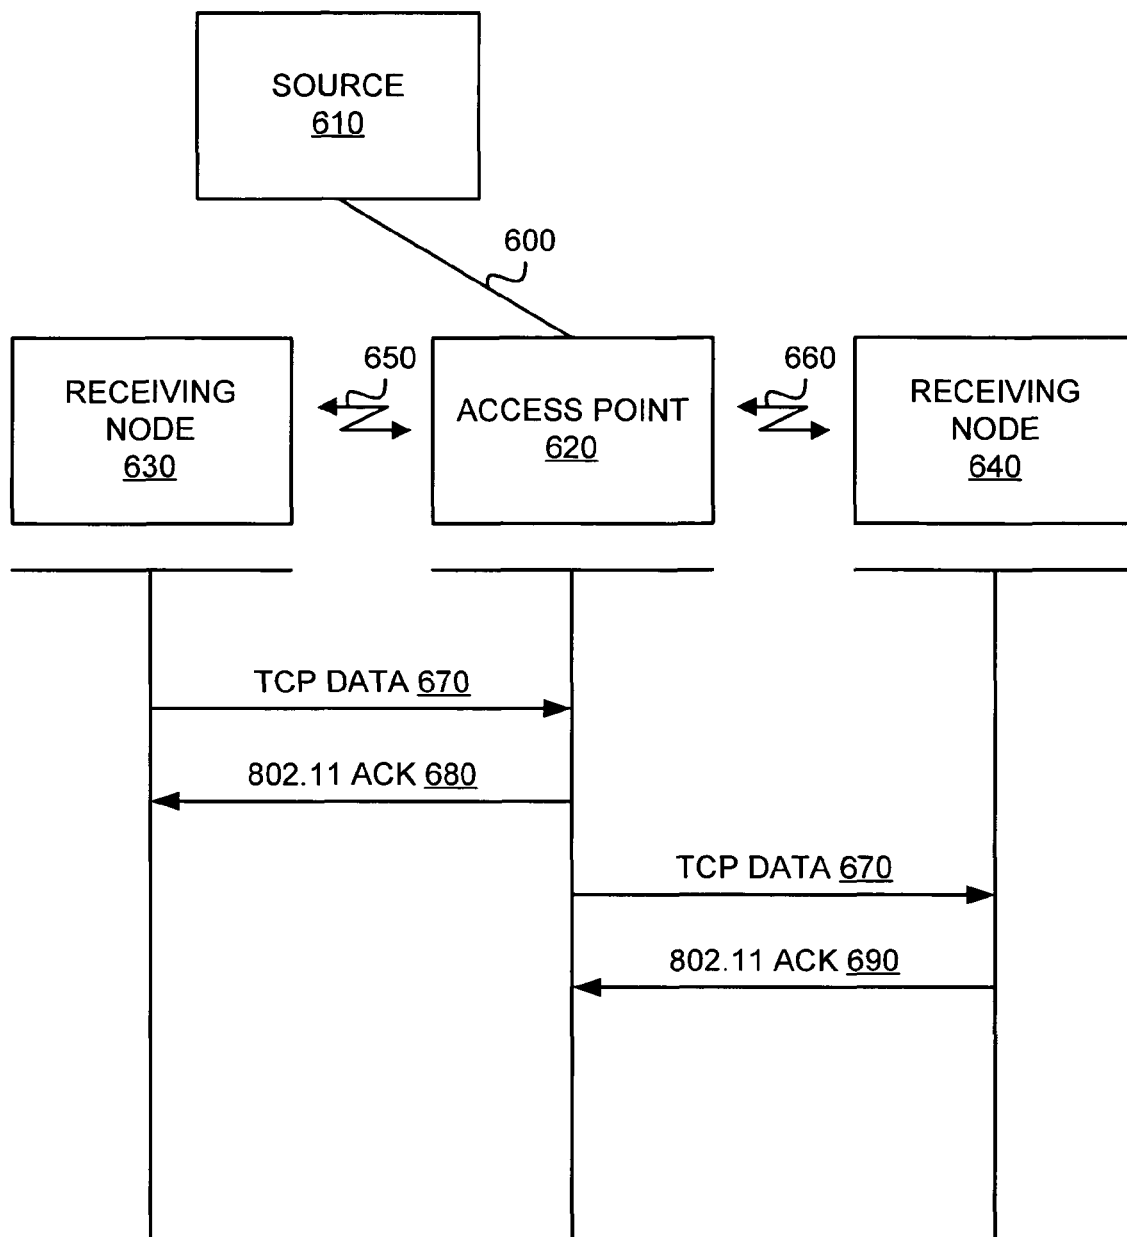 SOURCE
610
600
650
660
RECEIVING
NODE
630
ACCESS POINT
620
RECEIVING
NODE
640
TCP DATA 670
802.11 ACK 680
TCP DATA 670
802.11 ACK 690